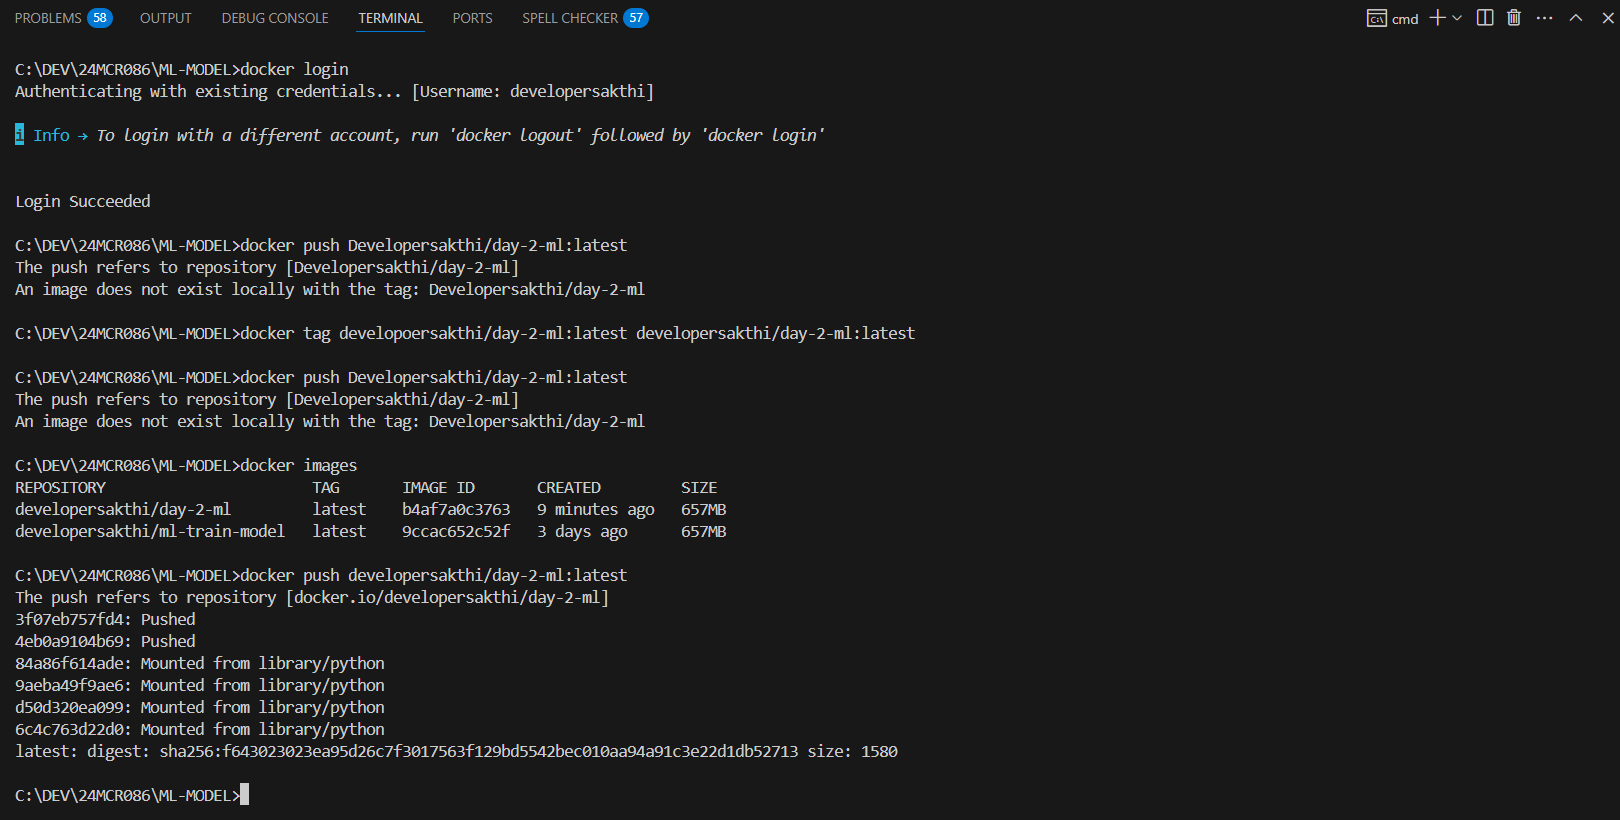 PROBLEMS 58 OUTPUT DEBUG CONSOLE TERMINAL PORTS SPELL CHECKER 57 cmd
C:\DEV\24MCR086\ML-MODEL>docker login
Authenticating with existing credentials... [Username: developersakthi]
i Info → To login with a different account, run 'docker logout' followed by 'docker login'
Login Succeeded
C:\DEV\24MCR086\ML-MODEL>docker push Developersakthi/day-2-ml:latest
The push refers to repository [Developersakthi/day-2-ml]
An image does not exist locally with the tag: Developersakthi/day-2-ml
C:\DEV\24MCR086\ML-MODEL>docker tag developoersakthi/day-2-ml:latest developersakthi/day-2-ml:latest
C:\DEV\24MCR086\ML-MODEL>docker push Developersakthi/day-2-ml:latest
The push refers to repository [Developersakthi/day-2-ml]
An image does not exist locally with the tag: Developersakthi/day-2-ml
C:\DEV\24MCR086\ML-MODEL>docker images
REPOSITORY TAG IMAGE ID CREATED SIZE
developersakthi/day-2-ml latest b4af7a0c3763 9 minutes ago 657MB
developersakthi/ml-train-model latest 9ccac652c52f 3 days ago 657MB
C:\DEV\24MCR086\ML-MODEL>docker push developersakthi/day-2-ml:latest
The push refers to repository [docker.io/developersakthi/day-2-ml]
3f07eb757fd4: Pushed
4eb0a9104b69: Pushed
84a86f614ade: Mounted from library/python
9aeba49f9ae6: Mounted from library/python
d50d320ea099: Mounted from library/python
6c4c763d22d0: Mounted from library/python
latest: digest: sha256:f643023023ea95d26c7f3017563f129bd5542bec010aa94a91c3e22d1db52713 size: 1580
C:\DEV\24MCR086\ML-MODEL>